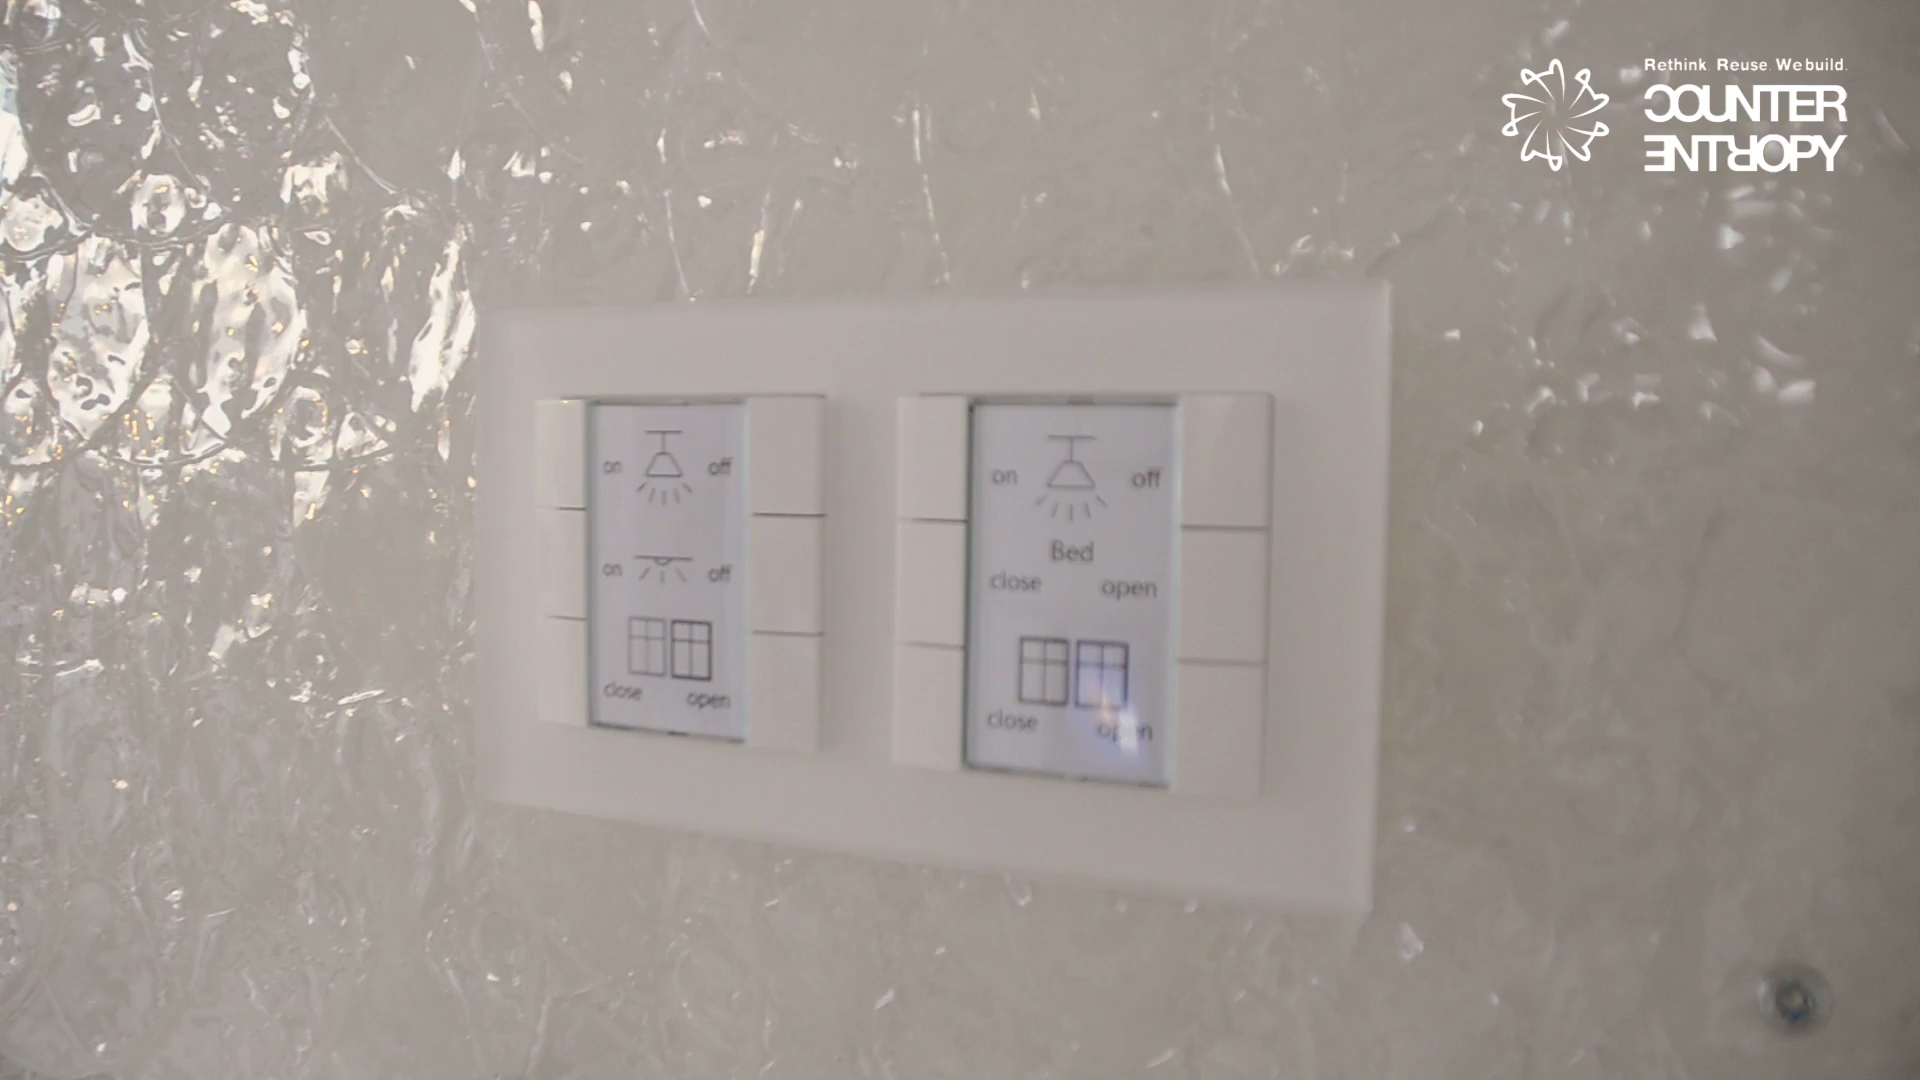 Rethink. Reuse. Webuild.
COUNTER
ENTROPY
on off
on off
close open
on off
Bed
close open
close open